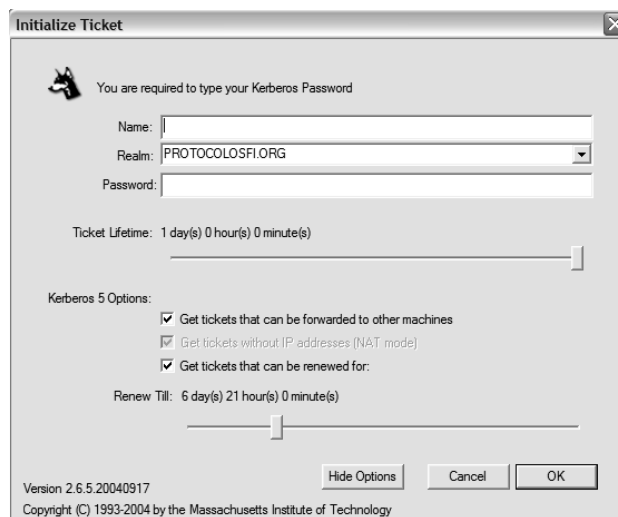 Initialize Ticket
You are required to type your Kerberos Password
Name:
Realm: PROTOCOLOSFI.ORG
Password:
Ticket Lifetime: 1 day(s) 0 hour(s) 0 minute(s)
Kerberos 5 Options:
Get tickets that can be forwarded to other machines
Get tickets without IP addresses (NAT mode)
Get tickets that can be renewed for:
Renew Till: 6 day(s) 21 hour(s) 0 minute(s)
Hide Options Cancel OK
Version 2.6.5.20040917
Copyright (C) 1993-2004 by the Massachusetts Institute of Technology